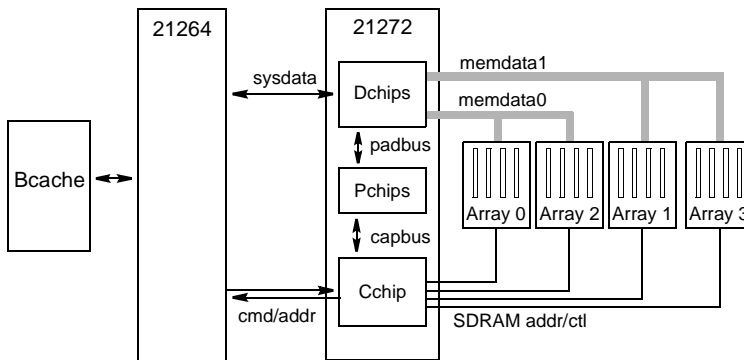 21264
21272
memdata1
sysdata
Dchips
memdata0
padbus
Bcache
Pchips
Array 0
Array 2
Array 1
Array 3
capbus
Cchip
cmd/addr
SDRAM addr/ctl